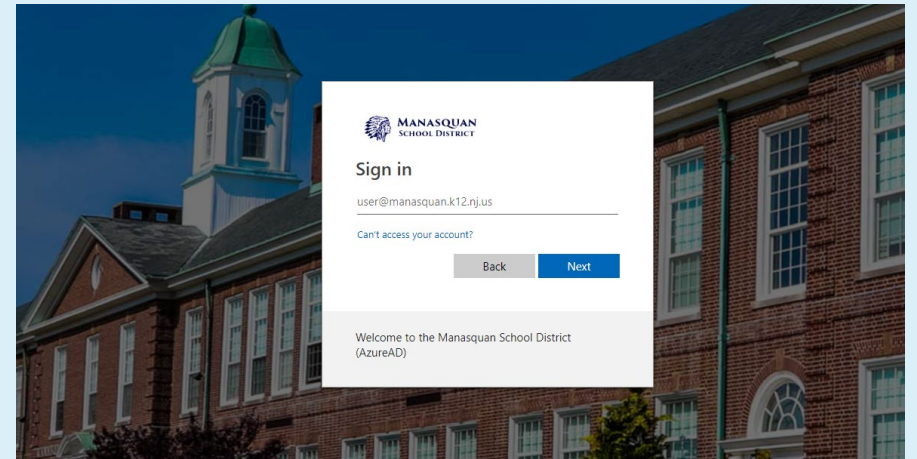 MANASQUAN
SCHOOL DISTRICT
Sign in
user@manasquan.k12.nj.us
Can't access your account?
Back
Next
Welcome to the Manasquan School District
(AzureAD)